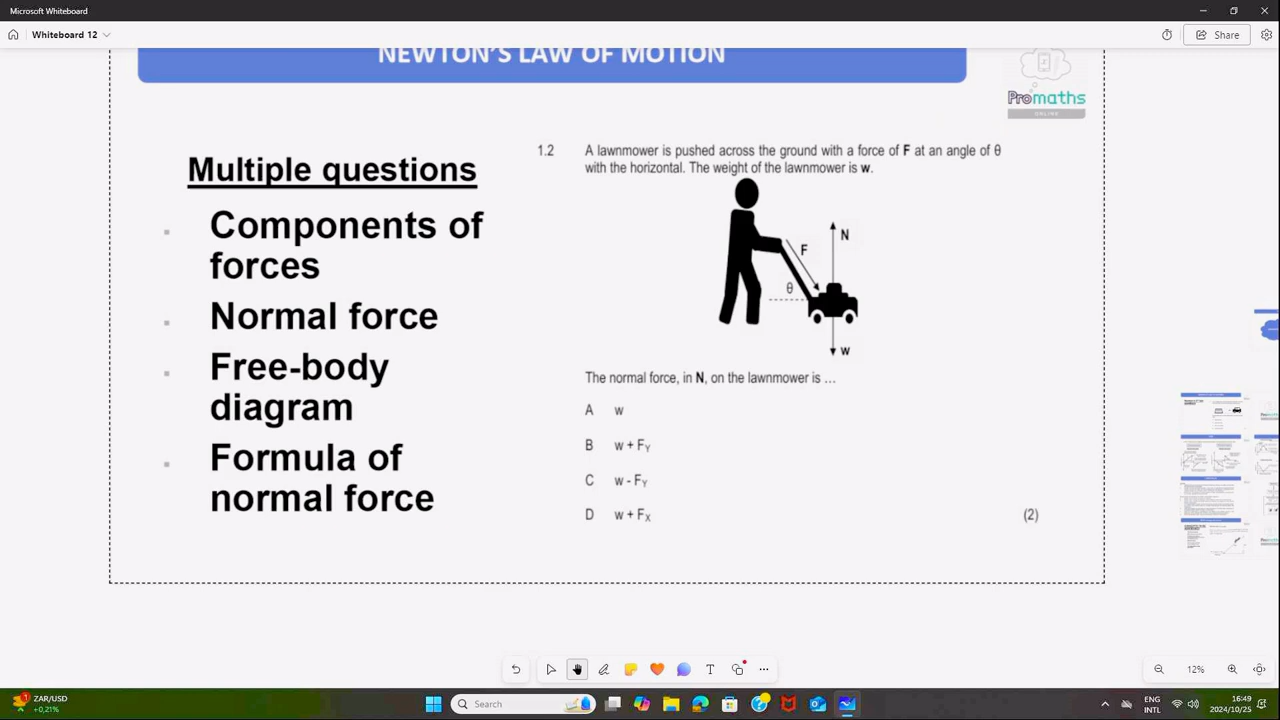 Microsoft Whiteboard
Whiteboard 12
Share
NEWTON'S LAW OF MOTION
Promaths
ONLINE
Multiple questions
Components of
forces
Normal force
Free-body
diagram
Formula of
normal force
1.2 A lawnmower is pushed across the ground with a force of F at an angle of θ
with the horizontal. The weight of the lawnmower is w.
N
F
θ
w
The normal force, in N, on the lawnmower is ...
A w
B w + FY
C w - FY
D w + FX
(2)
12%
ZAR/USD
+0,21%
1
Search
ENG
INTL
16:49
2024/10/25